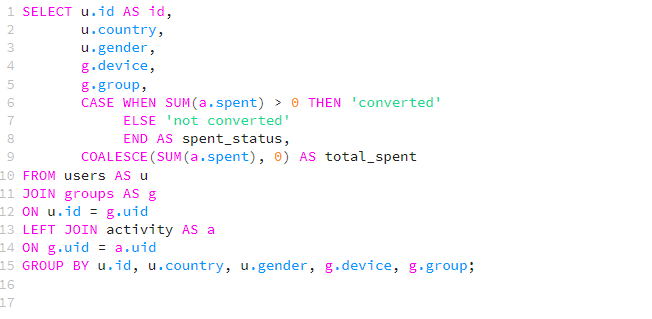 1 SELECT u.id AS id,
2 u.country,
3 u.gender,
4 g.device,
5 g.group,
6 CASE WHEN SUM(a.spent) > 0 THEN 'converted'
7 ELSE 'not converted'
8 END AS spent_status,
9 COALESCE(SUM(a.spent), 0) AS total_spent
10 FROM users AS u
11 JOIN groups AS g
12 ON u.id = g.uid
13 LEFT JOIN activity AS a
14 ON g.uid = a.uid
15 GROUP BY u.id, u.country, u.gender, g.device, g.group;
16
17